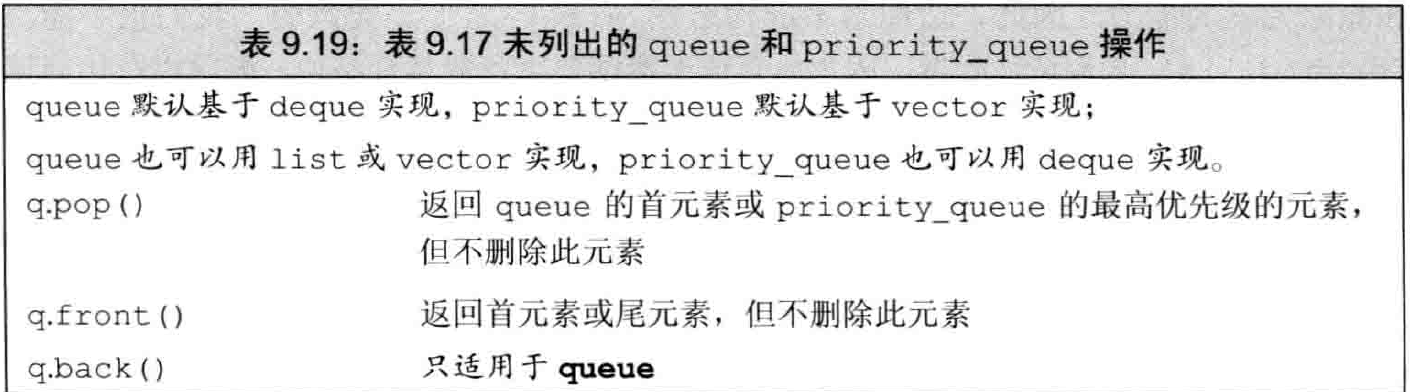 表 9.19：表 9.17 未列出的 queue 和 priority_queue 操作
queue 默认基于 deque 实现，priority_queue 默认基于 vector 实现；
queue 也可以用 list 或 vector 实现，priority_queue 也可以用 deque 实现。
q.pop() 返回 queue 的首元素或 priority_queue 的最高优先级的元素，
但不删除此元素
q.front() 返回首元素或尾元素，但不删除此元素
q.back() 只适用于 queue